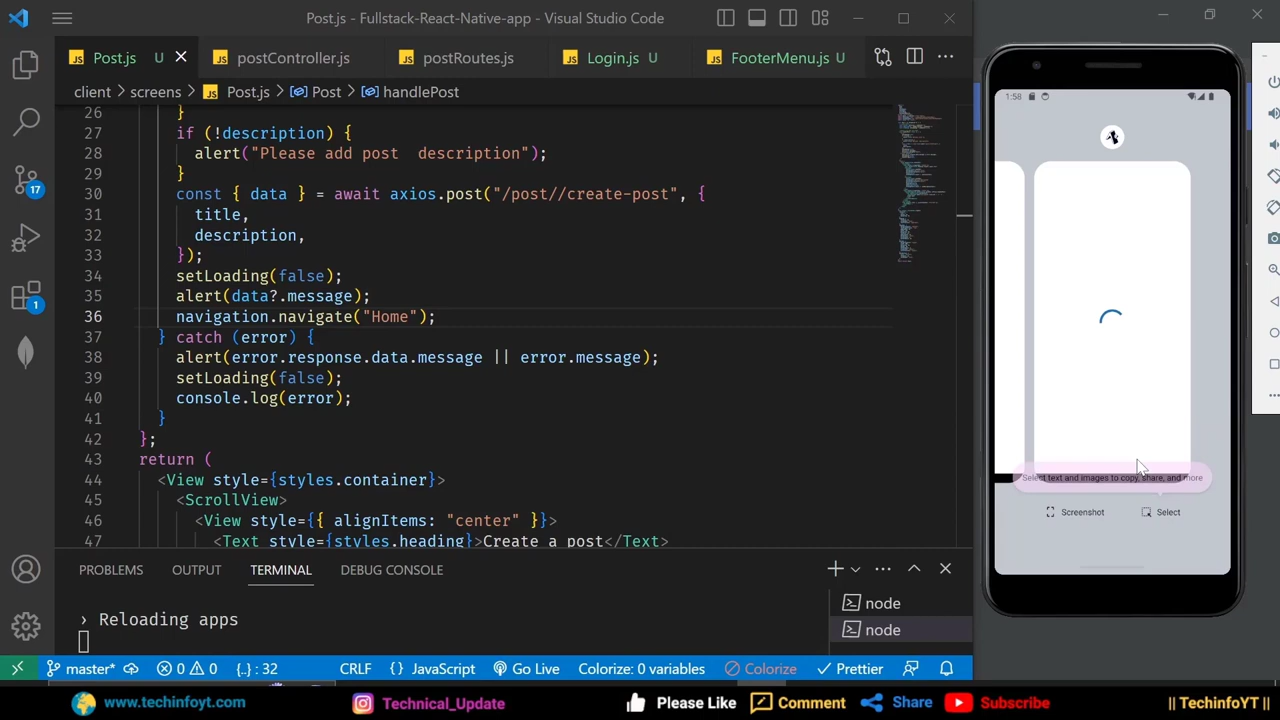 Post.js - Fullstack-React-Native-app - Visual Studio Code
Post.js U postController.js postRoutes.js Login.js U FooterMenu.js U
client > screens > Post.js > Post > handlePost
26 }
27 if (!description) {
28 alert("Please add post  description");
29 }
30 const { data } = await axios.post("/post//create-post", {
31 title,
32 description,
33 });
34 setLoading(false);
35 alert(data?.message);
36 navigation.navigate("Home");
37 } catch (error) {
38 alert(error.response.data.message || error.message);
39 setLoading(false);
40 console.log(error);
41 }
42 };
43 return (
44 <View style={styles.container}>
45 <ScrollView>
46 <View style={{ alignItems: "center" }}>
47 <Text style={styles.heading}>Create a post</Text>
17
1
PROBLEMS OUTPUT TERMINAL DEBUG CONSOLE
› Reloading apps
node
node
master* 0 0 {..} : 32 CRLF {} JavaScript Go Live Colorize: 0 variables Colorize Prettier
1:58
Select text and images to copy, share, and more
Screenshot Select
www.techinfoyt.com Technical_Update Please Like Comment Share Subscribe || TechinfoYT ||